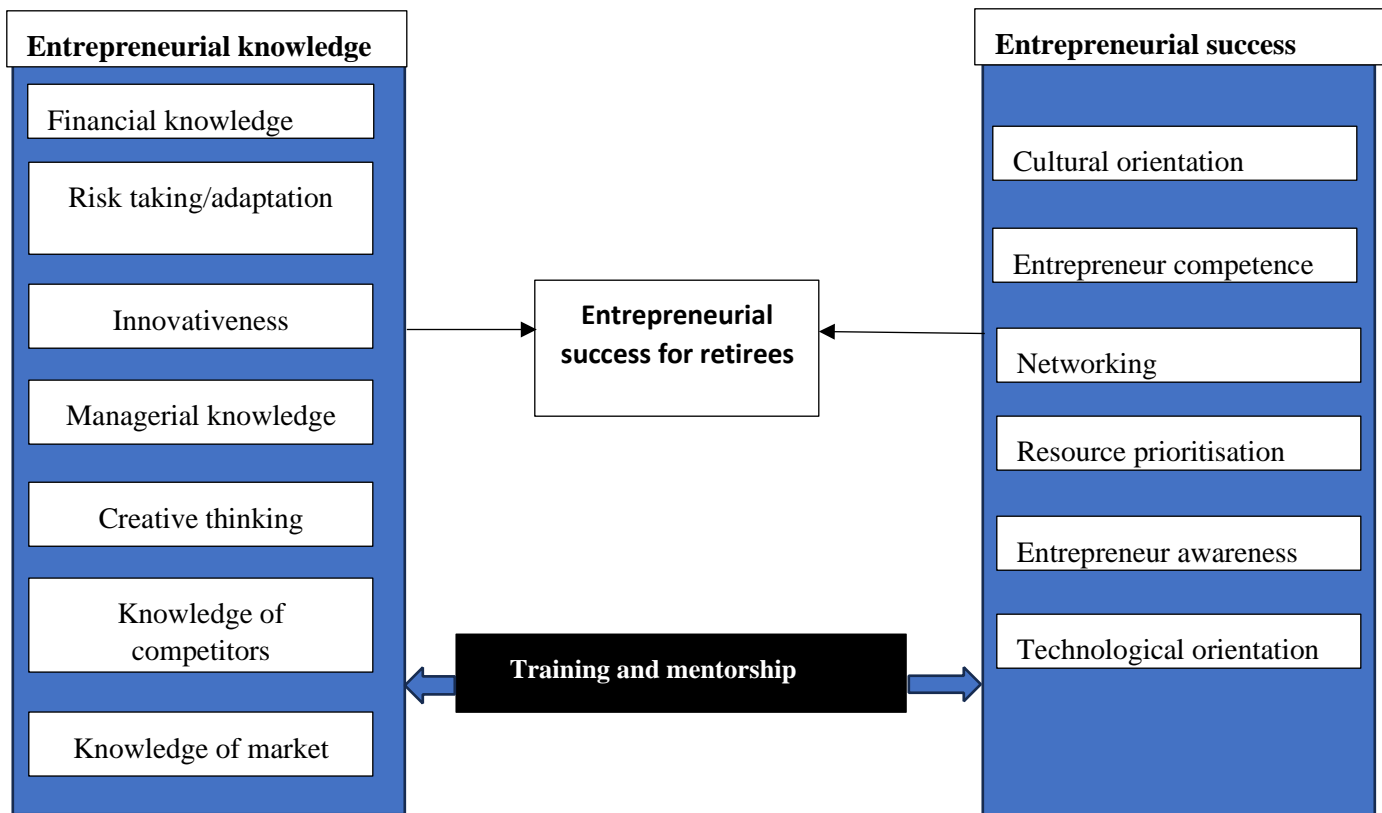 Entrepreneurial knowledge
Financial knowledge
Risk taking/adaptation
Innovativeness
Managerial knowledge
Creative thinking
Knowledge of
competitors
Knowledge of market
Entrepreneurial
success for retirees
Training and mentorship
Entrepreneurial success
Cultural orientation
Entrepreneur competence
Networking
Resource prioritisation
Entrepreneur awareness
Technological orientation